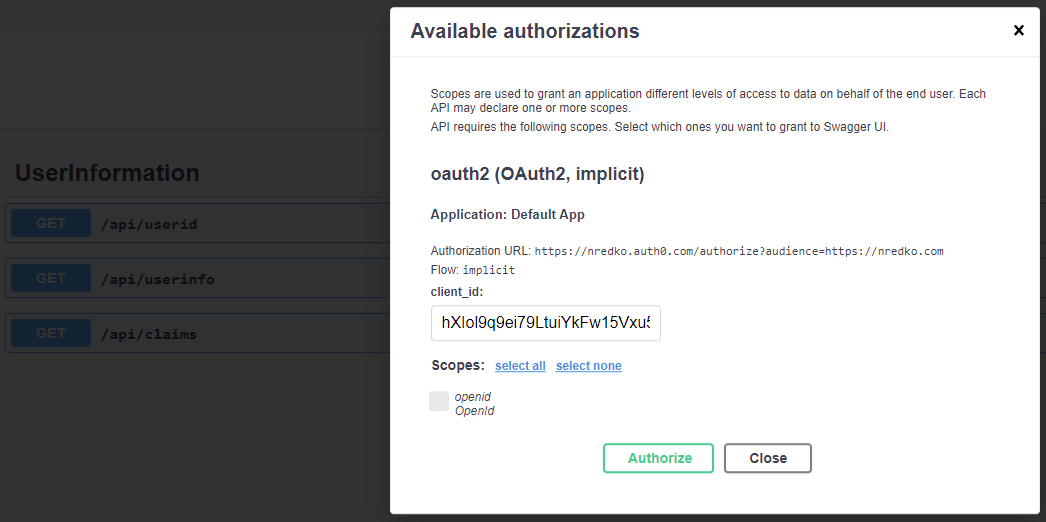 Available authorizations
×
Scopes are used to grant an application different levels of access to data on behalf of the end user. Each
API may declare one or more scopes.
API requires the following scopes. Select which ones you want to grant to Swagger UI.
oauth2 (OAuth2, implicit)
Application: Default App
Authorization URL: https://nredko.auth0.com/authorize?audience=https://nredko.com
Flow: implicit
client_id:
hXIol9q9ei79LtuiYkFw15Vxu5
Scopes: select all select none
openid
OpenId
Authorize Close
UserInformation
GET /api/userid
GET /api/userinfo
GET /api/claims